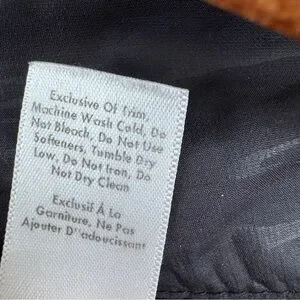 Exclusive Of Trim,
Machine Wash Cold, Do
Not Bleach, Do Not Use
Softeners, Tumble Dry
Low, Do Not Iron, Do
Not Dry Clean
Exclusif À La
Garniture, Ne Pas
Ajouter D'adoucissant